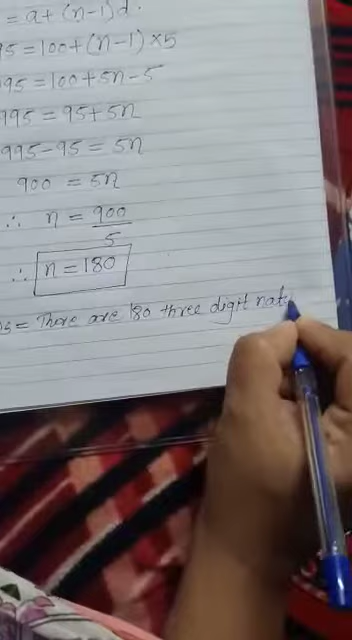 = a + (n-1) d.
95 = 100 + (n-1) × 5
995 = 100 + 5n - 5
995 = 95 + 5n
995 - 95 = 5n
900 = 5n
∴ n = 900/5
∴ n = 180
= There are 180 three digit